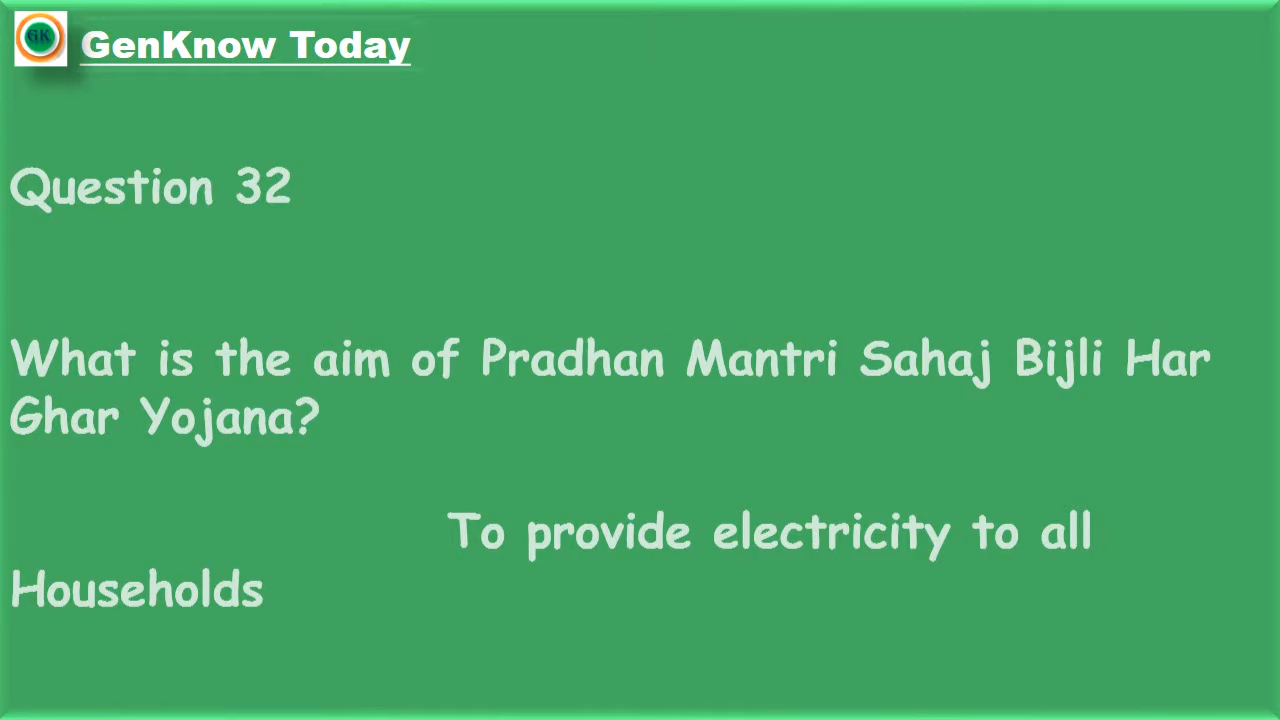 GK
GenKnow Today
Question 32
What is the aim of Pradhan Mantri Sahaj Bijli Har
Ghar Yojana?
To provide electricity to all
Households